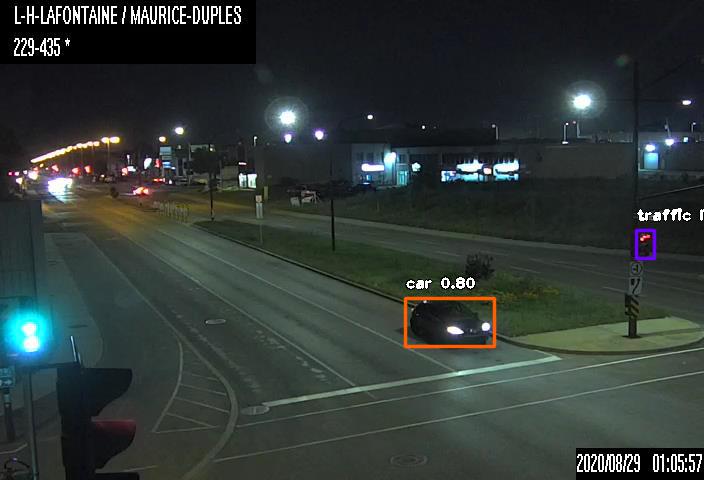 L-H-LAFONTAINE / MAURICE-DUPLES
229-435 *
traffic
car 0.80
2020/08/29 01:05:57